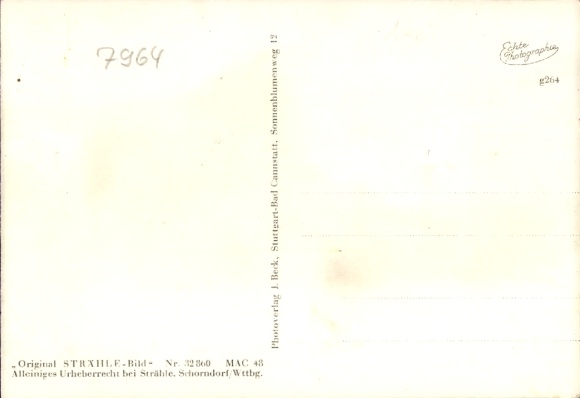 7964
Echte
Photographie
g264
Photoverlag J. Beck, Stuttgart-Bad Cannstatt, Sonnenblumenweg 12
„Original STRÄHLE-Bild“ Nr. 32860 MAC 48
Alleiniges Urheberrecht bei Strähle, Schorndorf/Wttbg.